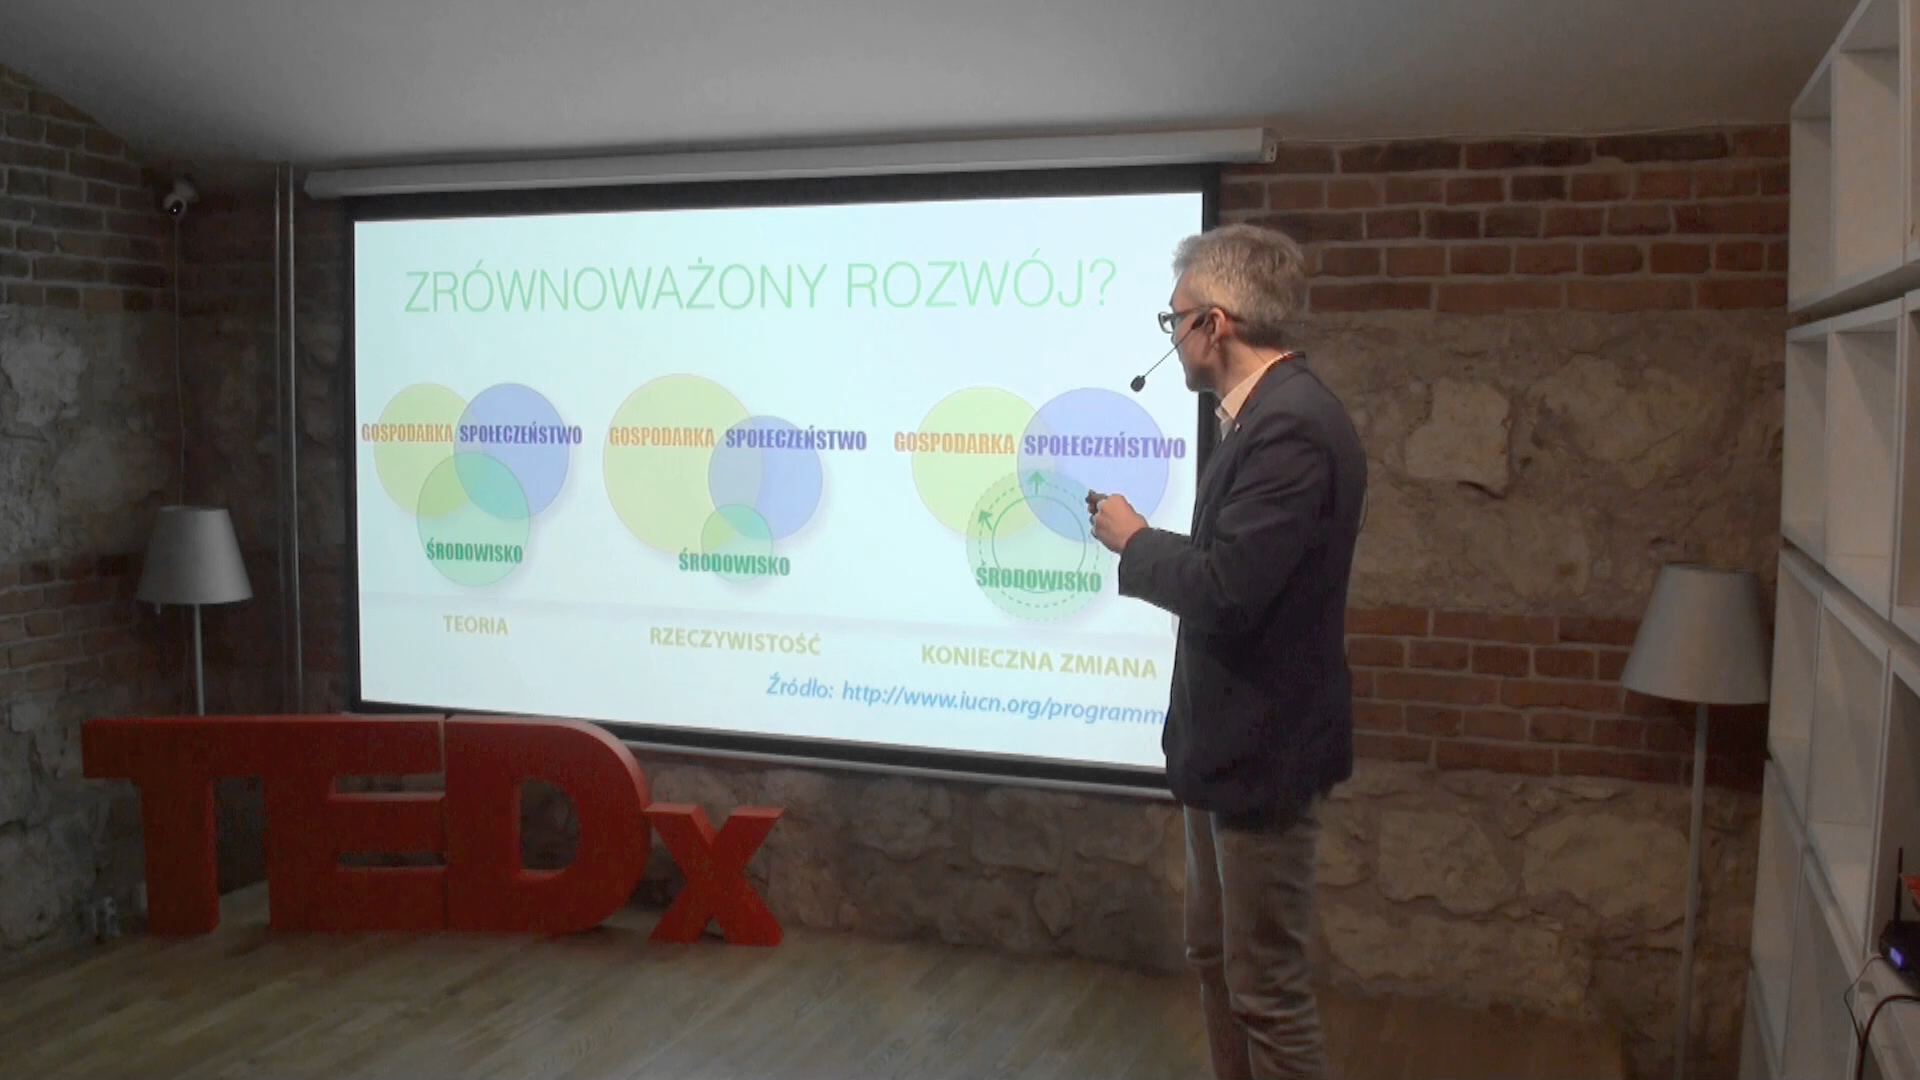 ZRÓWNOWAŻONY ROZWÓJ?
GOSPODARKA SPOŁECZEŃSTWO
ŚRODOWISKO
TEORIA
GOSPODARKA SPOŁECZEŃSTWO
ŚRODOWISKO
RZECZYWISTOŚĆ
GOSPODARKA SPOŁECZEŃSTWO
ŚRODOWISKO
KONIECZNA ZMIANA
Źródło: http://www.iucn.org/programm
TEDx